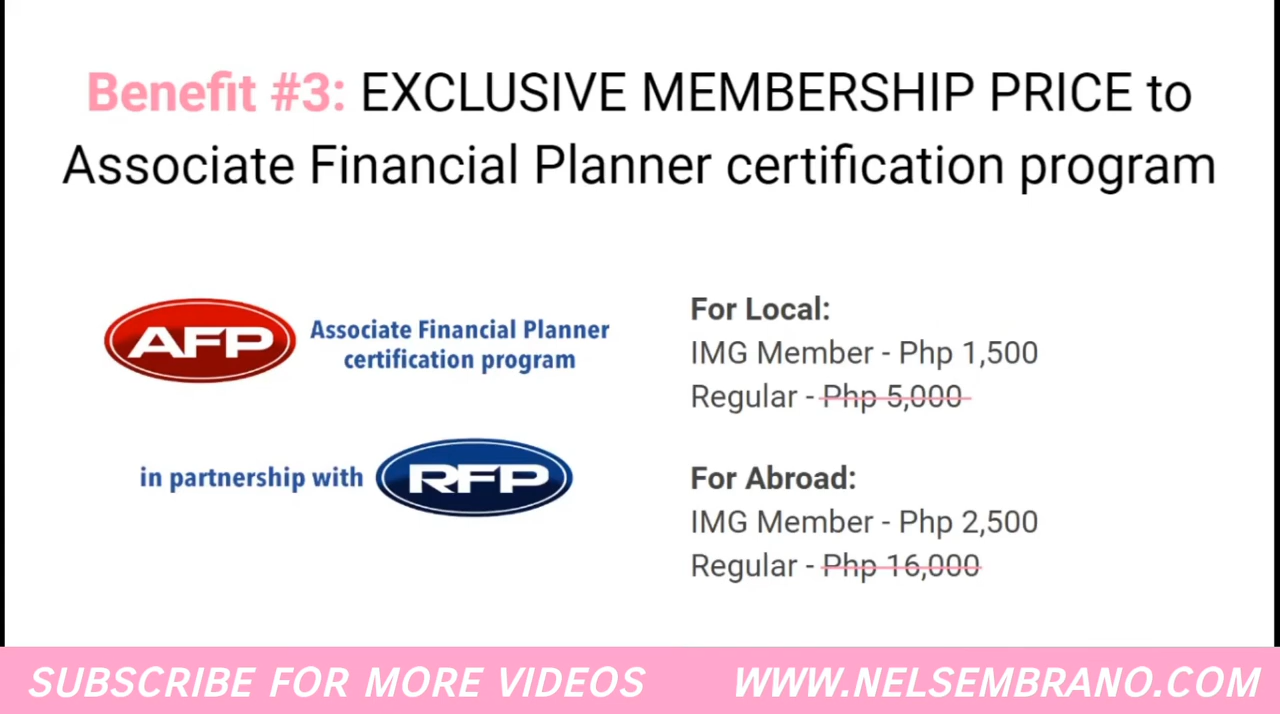 Benefit #3: EXCLUSIVE MEMBERSHIP PRICE to
Associate Financial Planner certification program
AFP
Associate Financial Planner
certification program
in partnership with RFP
For Local:
IMG Member - Php 1,500
Regular - Php 5,000
For Abroad:
IMG Member - Php 2,500
Regular - Php 16,000
SUBSCRIBE FOR MORE VIDEOS
WWW.NELSEMBRANO.COM